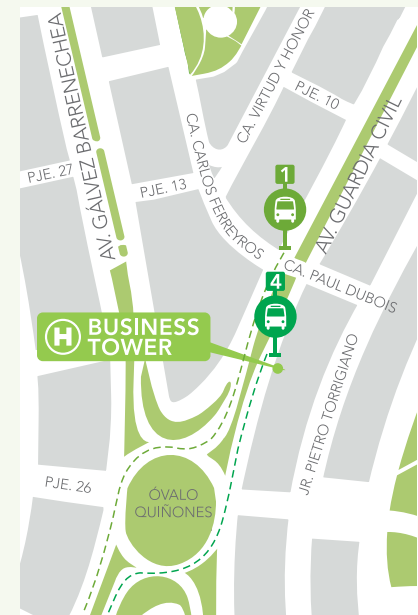 AV. GÁLVEZ BARRENECHEA
CA. VIRTUD Y HONOR
PJE. 10
AV. GUARDIA CIVIL
CA. CARLOS FERREYROS
PJE. 27
PJE. 13
1
CA. PAUL DUBOIS
4
H BUSINESS
TOWER
JR. PIETRO TORRIGIANO
PJE. 26
ÓVALO
QUIÑONES